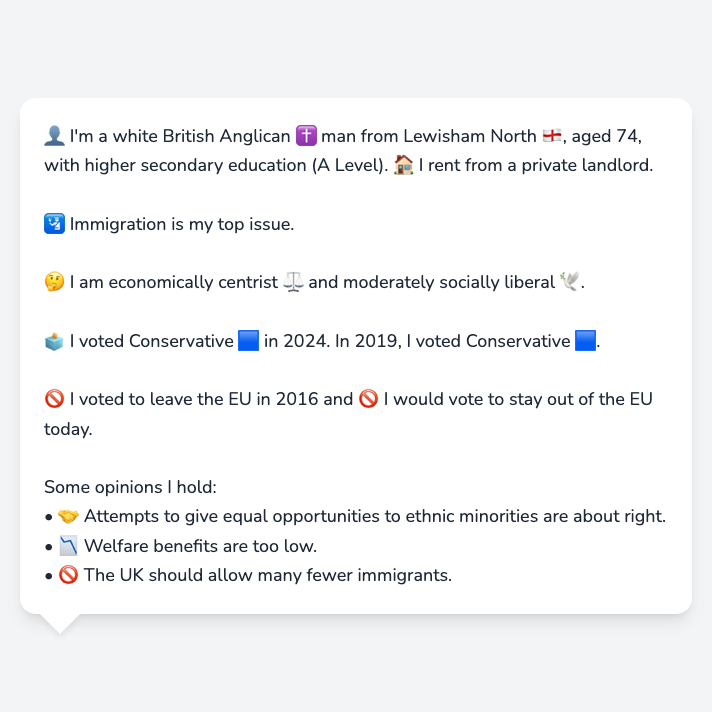 👤 I'm a white British Anglican ✝️ man from Lewisham North 🏴󠁧󠁢󠁥󠁮󠁧󠁿, aged 74,
with higher secondary education (A Level). 🏠 I rent from a private landlord.
🛂 Immigration is my top issue.
🤔 I am economically centrist ⚖️ and moderately socially liberal 🕊️.
🗳️ I voted Conservative 🟦 in 2024. In 2019, I voted Conservative 🟦.
🚫 I voted to leave the EU in 2016 and 🚫 I would vote to stay out of the EU
today.
Some opinions I hold:
• 🤝 Attempts to give equal opportunities to ethnic minorities are about right.
• 📉 Welfare benefits are too low.
• 🚫 The UK should allow many fewer immigrants.